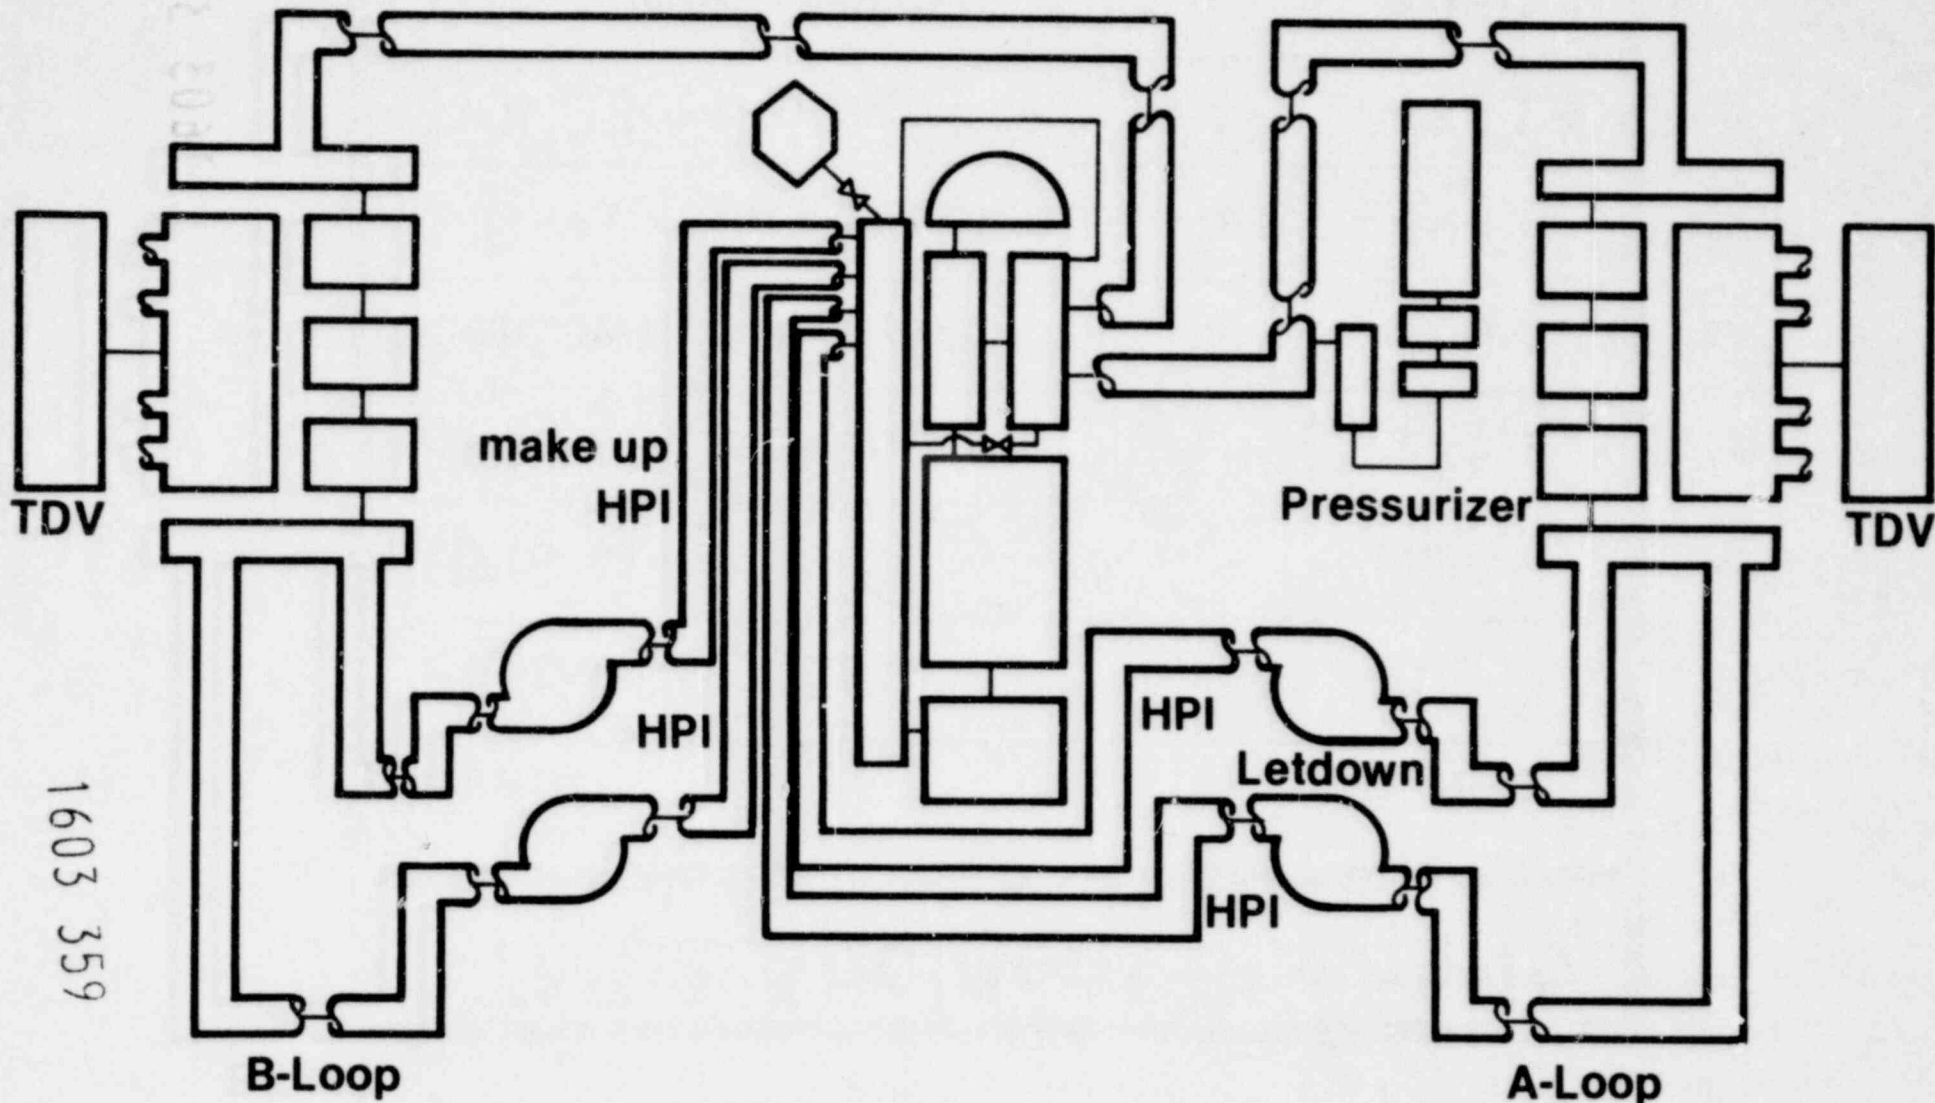 make up
HPI
Pressurizer
TDV
TDV
HPI
HPI
Letdown
HPI
1603 359
B-Loop
A-Loop